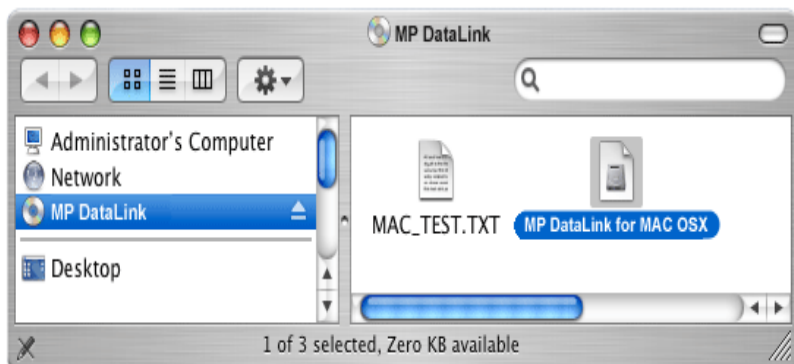 MP DataLink
Administrator's Computer
Network
MP DataLink
Desktop
MAC_TEST.TXT
MP DataLink for MAC OSX
1 of 3 selected, Zero KB available